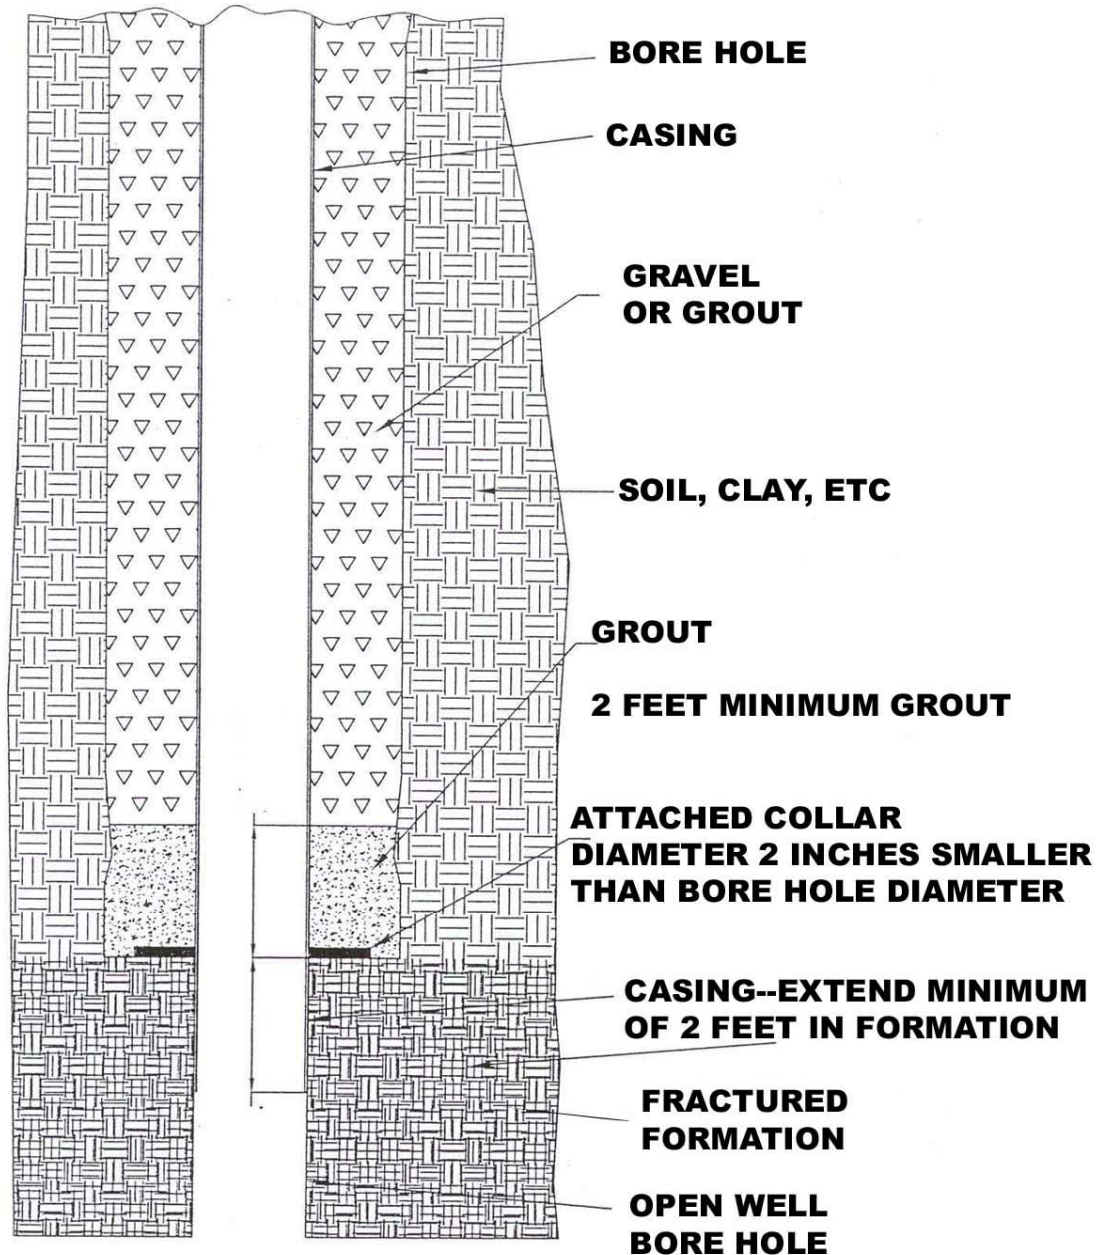 BORE HOLE
CASING
GRAVEL
OR GROUT
SOIL, CLAY, ETC
GROUT
2 FEET MINIMUM GROUT
ATTACHED COLLAR
DIAMETER 2 INCHES SMALLER
THAN BORE HOLE DIAMETER
CASING--EXTEND MINIMUM
OF 2 FEET IN FORMATION
FRACTURED
FORMATION
OPEN WELL
BORE HOLE